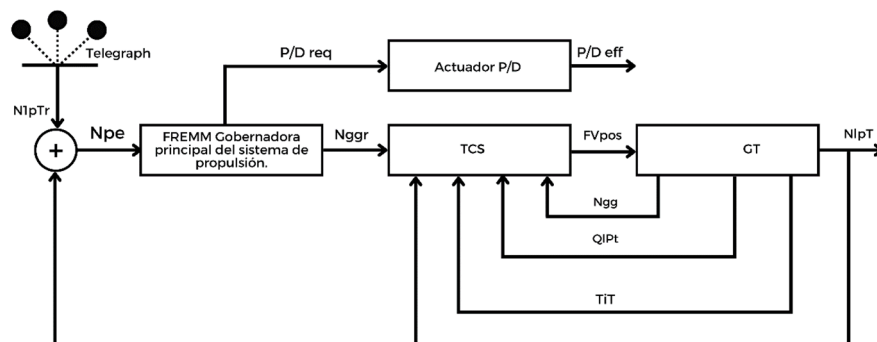 Telegraph
N1pTr
Npe
FREMM Gobernadora
principal del sistema de
propulsión.
P/D req
Actuador P/D
P/D eff
Nggr
TCS
FVpos
GT
NlpT
Ngg
QlPt
TiT
+